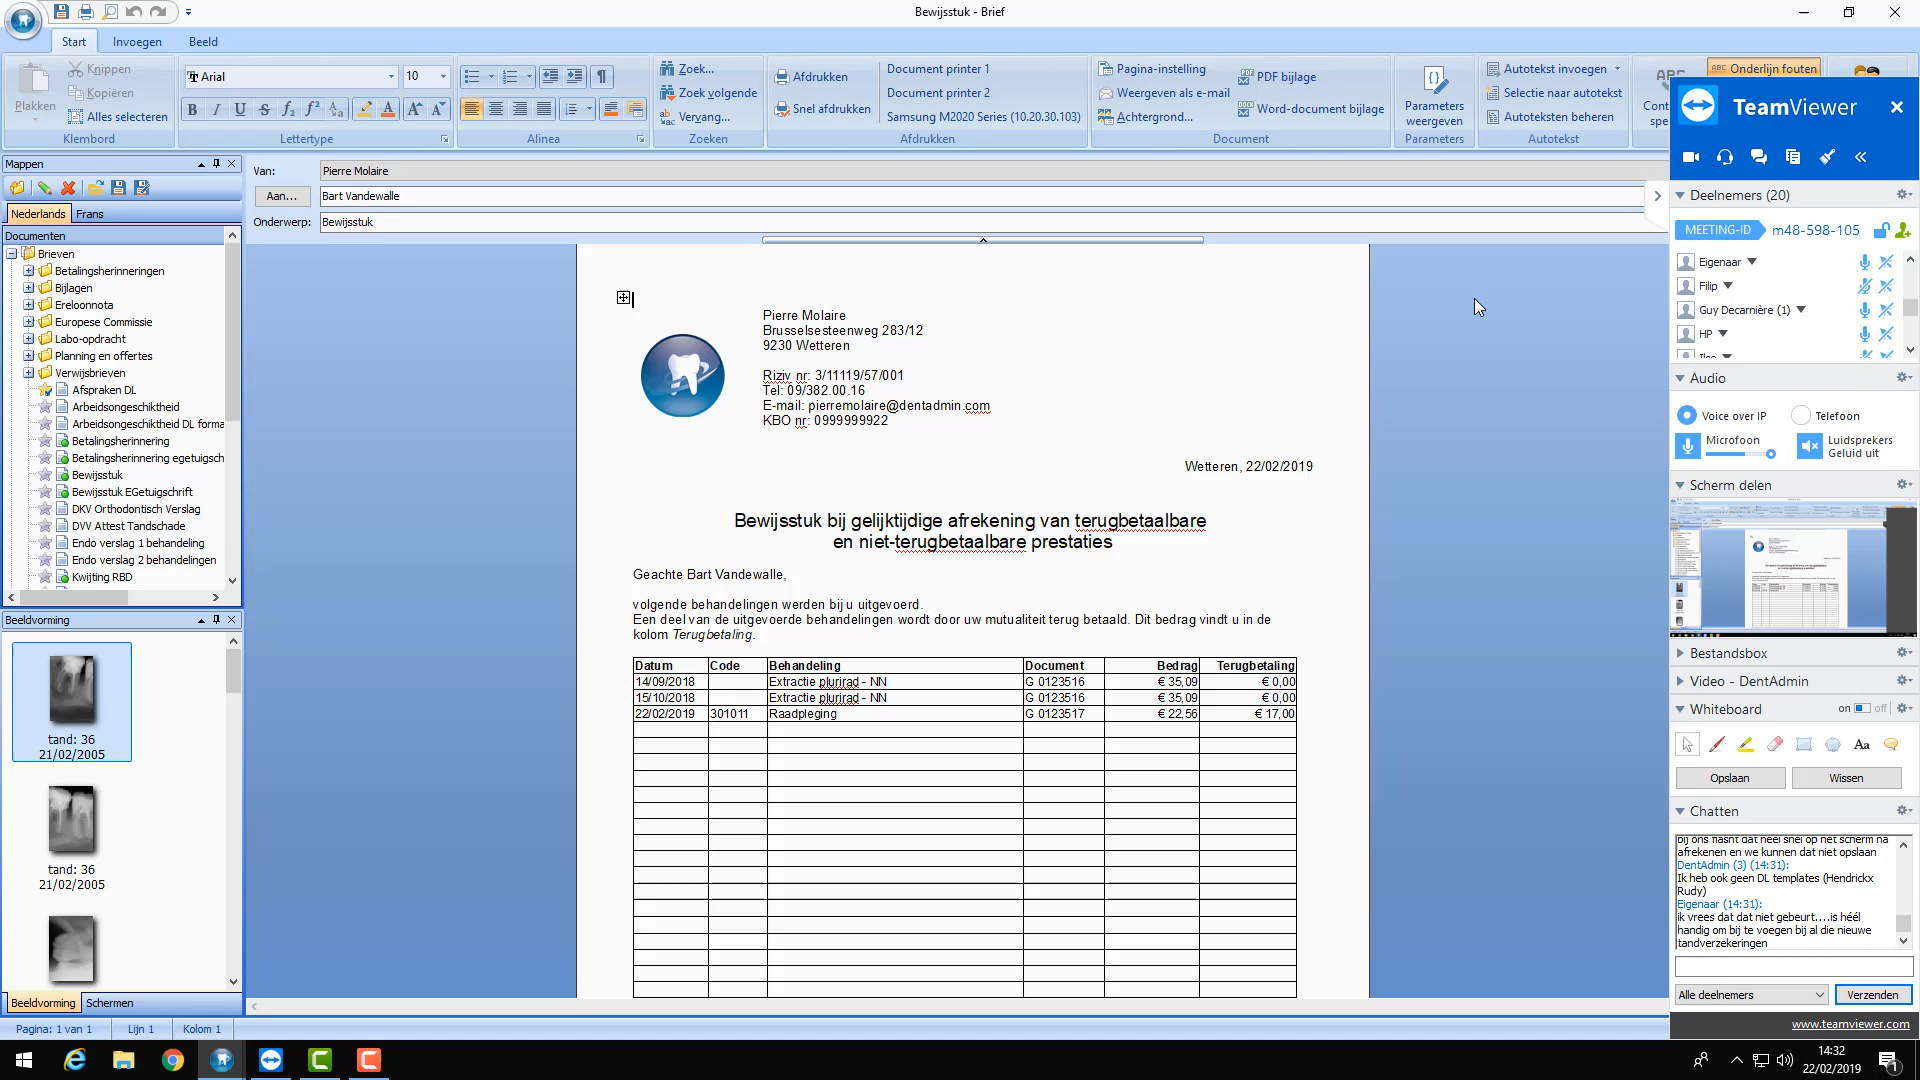 Bewijsstuk - Brief
Start Invoegen Beeld
Plakken
Knippen
Kopiëren
Alles selecteren
Klembord
Arial 10
Lettertype
Alinea
Zoek...
Zoek volgende
Vervang...
Zoeken
Afdrukken
Snel afdrukken
Document printer 1
Document printer 2
Samsung M2020 Series (10.20.30.103)
Afdrukken
Pagina-instelling
Weergeven als e-mail
Achtergrond...
PDF bijlage
Word-document bijlage
Document
Parameters
weergeven
Parameters
Autotekst invoegen
Selectie naar autotekst
Autoteksten beheren
Autotekst
Onderlijn fouten
Mappen
Nederlands Frans
Documenten
Brieven
Betalingsherinneringen
Bijlagen
Ereloonnota
Europese Commissie
Labo-opdracht
Planning en offertes
Verwijsbrieven
Afspraken DL
Arbeidsongeschiktheid
Arbeidsongeschiktheid DL forma
Betalingsherinnering
Betalingsherinnering egetuigsch
Bewijsstuk
Bewijsstuk EGetuigschrift
DKV Orthodontisch Verslag
DVV Attest Tandschade
Endo verslag 1 behandeling
Endo verslag 2 behandelingen
Kwijting RBD
Beeldvorming
tand: 36
21/02/2005
tand: 36
21/02/2005
Beeldvorming Schermen
Pagina: 1 van 1 Lijn 1 Kolom 1
Van: Pierre Molaire
Aan... Bart Vandewalle
Onderwerp: Bewijsstuk
Pierre Molaire
Brusselsesteenweg 283/12
9230 Wetteren
Riziv nr: 3/11119/57/001
Tel: 09/382.00.16
E-mail: pierremolaire@dentadmin.com
KBO nr: 0999999922
Wetteren, 22/02/2019
Bewijsstuk bij gelijktijdige afrekening van terugbetaalbare
en niet-terugbetaalbare prestaties
Geachte Bart Vandewalle,
volgende behandelingen werden bij u uitgevoerd.
Een deel van de uitgevoerde behandelingen wordt door uw mutualiteit terug betaald. Dit bedrag vindt u in de
kolom Terugbetaling.
Datum Code Behandeling Document Bedrag Terugbetaling
14/09/2018 Extractie plurirad - NN G 0123516 € 35,09 € 0,00
15/10/2018 Extractie plurirad - NN G 0123516 € 35,09 € 0,00
22/02/2019 301011 Raadpleging G 0123517 € 22,56 € 17,00
TeamViewer
Deelnemers (20)
MEETING-ID m48-598-105
Eigenaar
Filip
Guy Decarnière (1)
HP
Audio
Voice over IP Telefoon
Microfoon
Luidsprekers
Geluid uit
Scherm delen
Bestandsbox
Video - DentAdmin
Whiteboard on off
Aa
Opslaan Wissen
Chatten
bij ons flasht dat heel snel op het scherm na
afrekenen en we kunnen dat niet opslaan
DentAdmin (3) (14:31):
Ik heb ook geen DL templates (Hendrickx
Rudy)
Eigenaar (14:31):
ik vrees dat dat niet gebeurt....is héél
handig om bij te voegen bij al die nieuwe
tandverzekeringen
Alle deelnemers Verzenden
www.teamviewer.com
14:32
22/02/2019
1